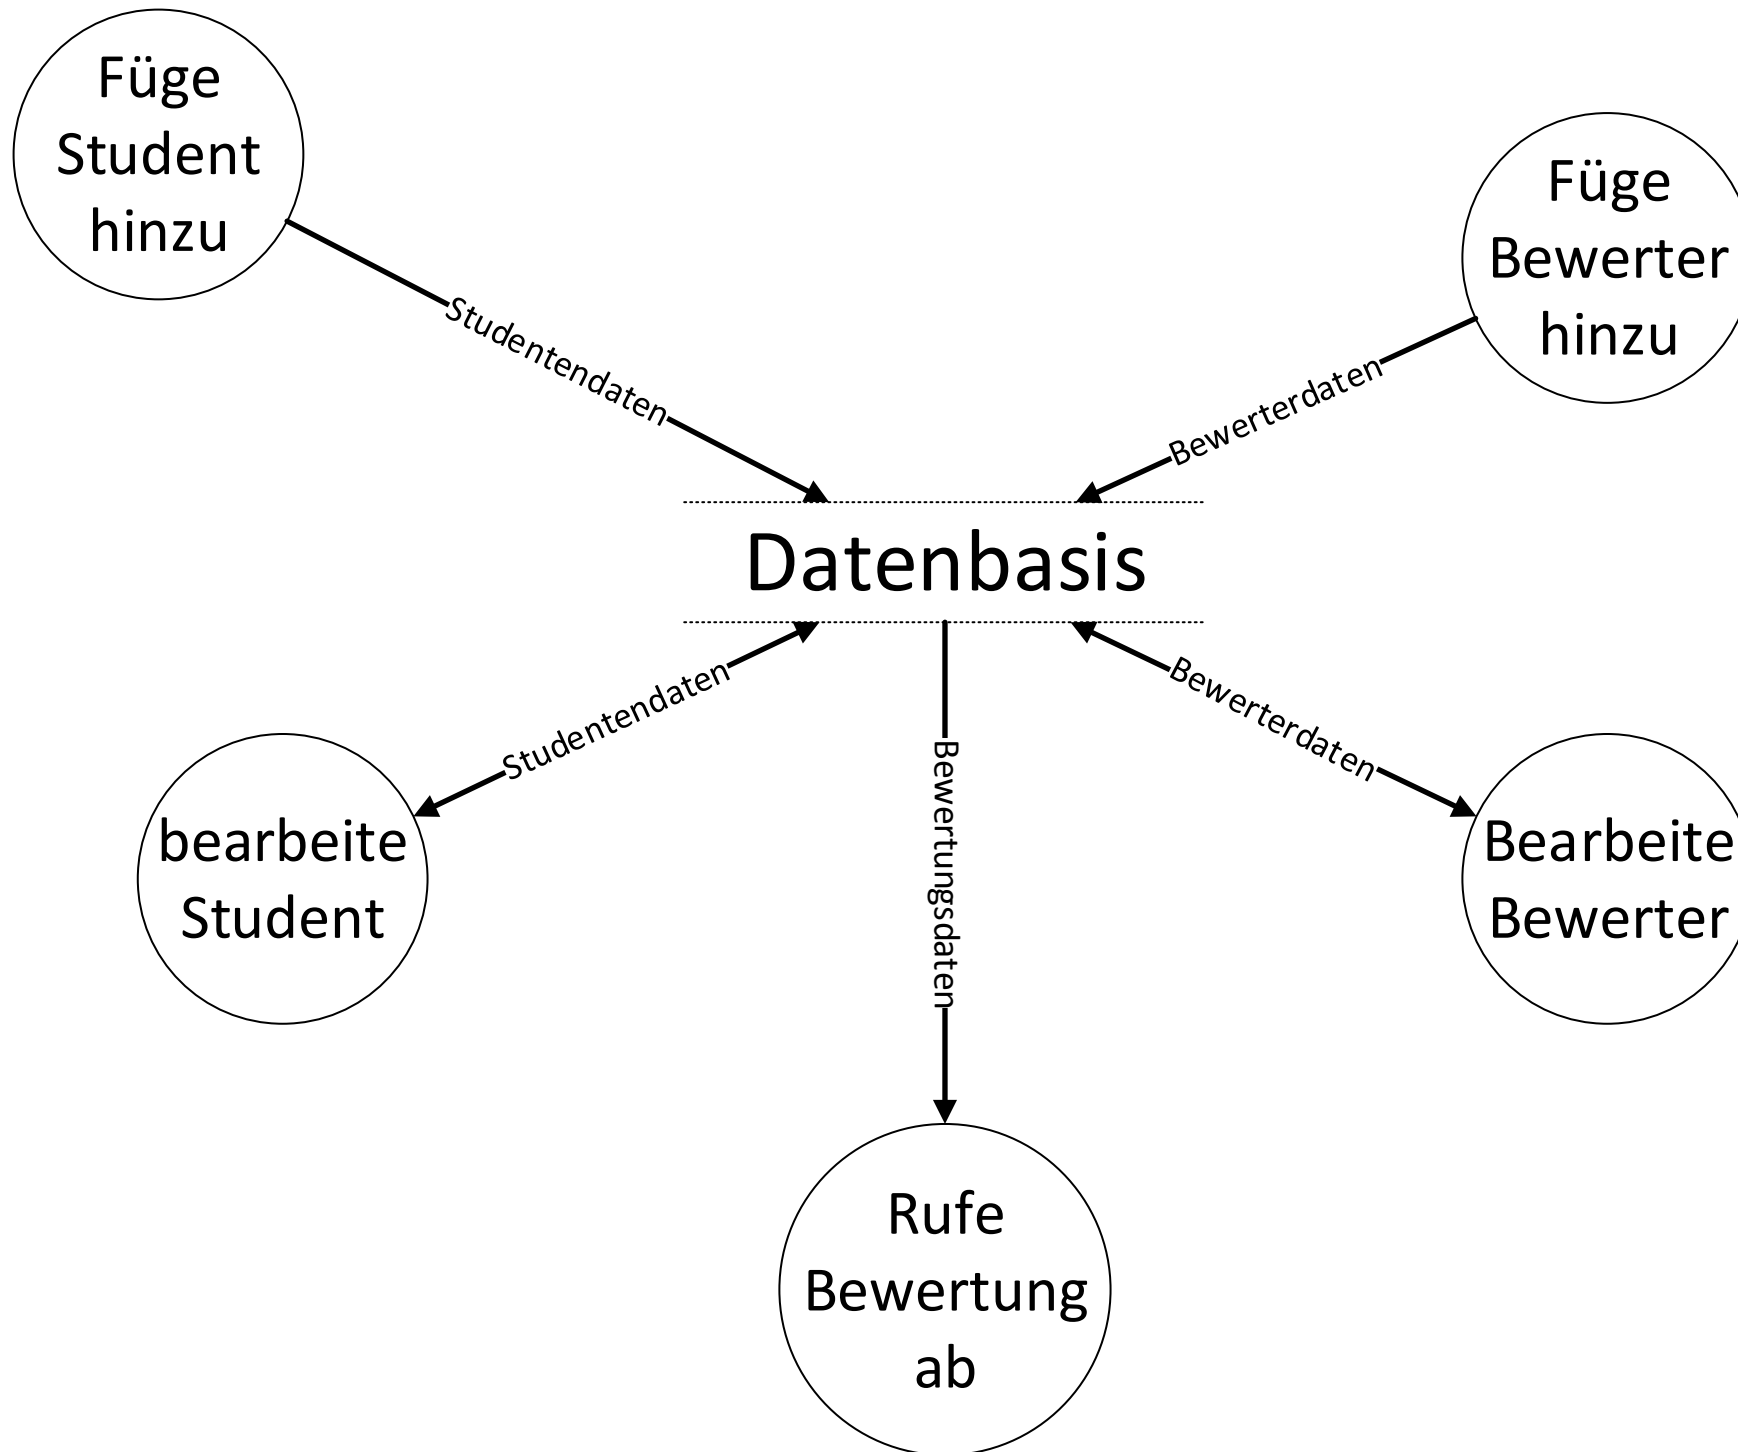 Füge
Student
hinzu
Füge
Bewerter
hinzu
Studentendaten
Bewerterdaten
Datenbasis
Studentendaten
Bewertungsdaten
Bewerterdaten
bearbeite
Student
Bearbeite
Bewerter
Rufe
Bewertung
ab